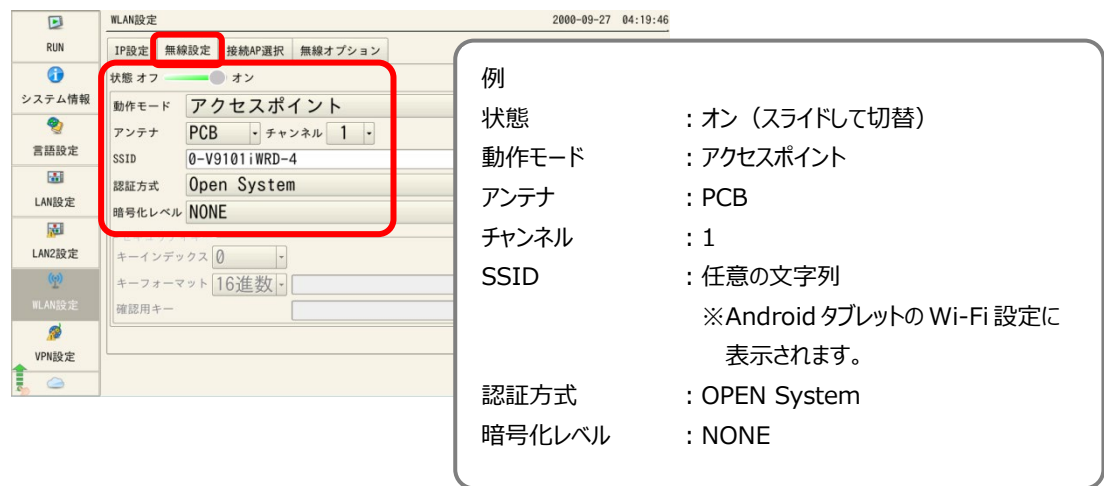 WLAN設定 2000-09-27 04:19:46
RUN
システム情報
言語設定
LAN設定
LAN2設定
WLAN設定
VPN設定
IP設定 無線設定 接続AP選択 無線オプション
状態 オフ オン
動作モード アクセスポイント
アンテナ PCB チャンネル 1
SSID 0-V9101iWRD-4
認証方式 Open System
暗号化レベル NONE
キーインデックス 0
キーフォーマット 16進数
確認用キー
例
状態 : オン（スライドして切替）
動作モード : アクセスポイント
アンテナ : PCB
チャンネル : 1
SSID : 任意の文字列
※Android タブレットの Wi-Fi 設定に
表示されます。
認証方式 : OPEN System
暗号化レベル : NONE